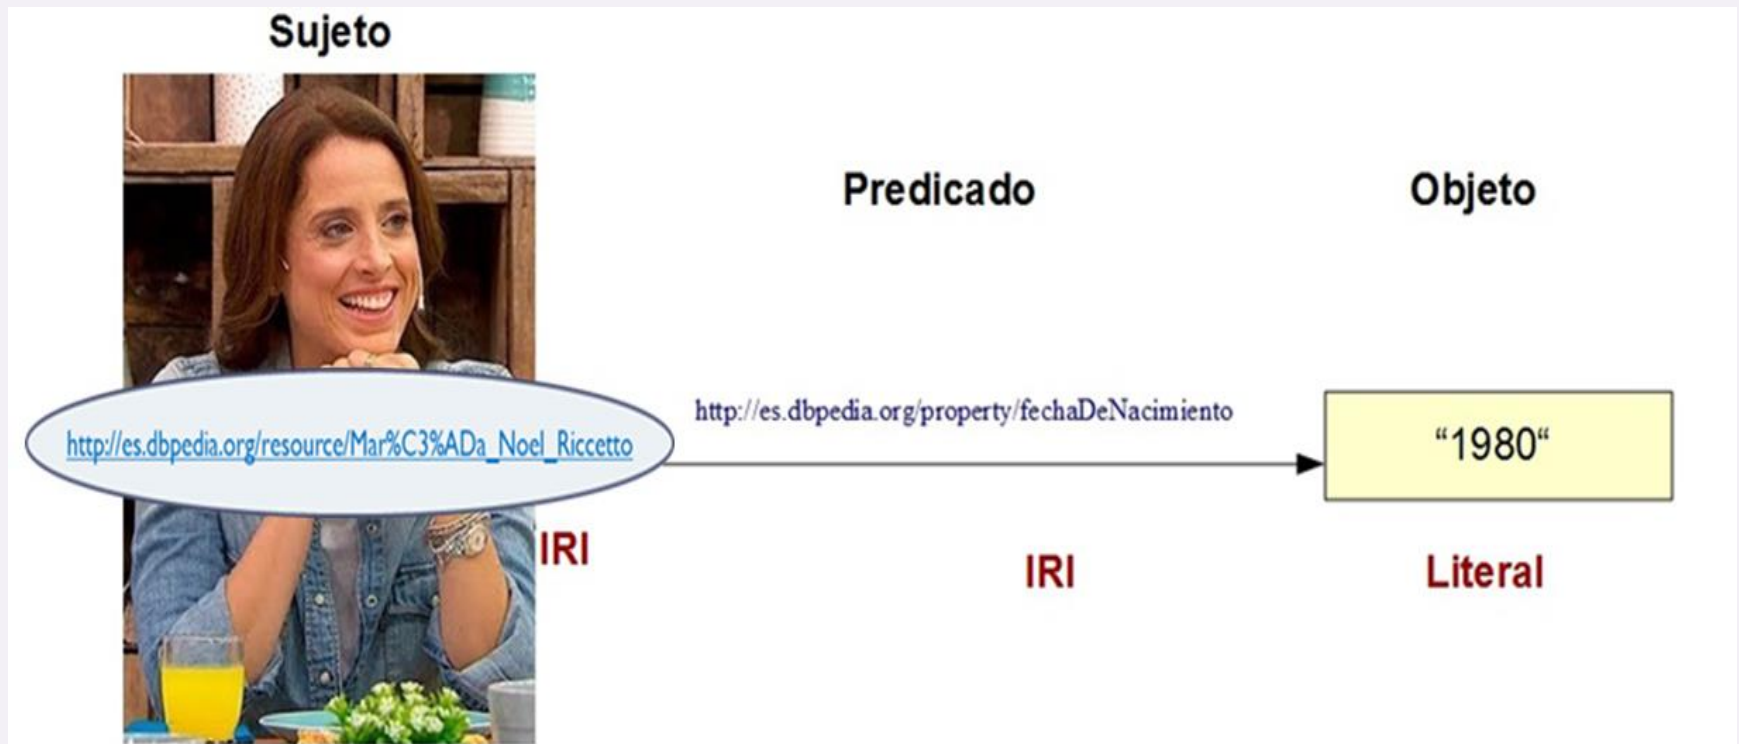 Sujeto
Predicado
Objeto
http://es.dbpedia.org/resource/Mar%C3%ADa_Noel_Riccetto
http://es.dbpedia.org/property/fechaDeNacimiento
“1980“
IRI
IRI
Literal